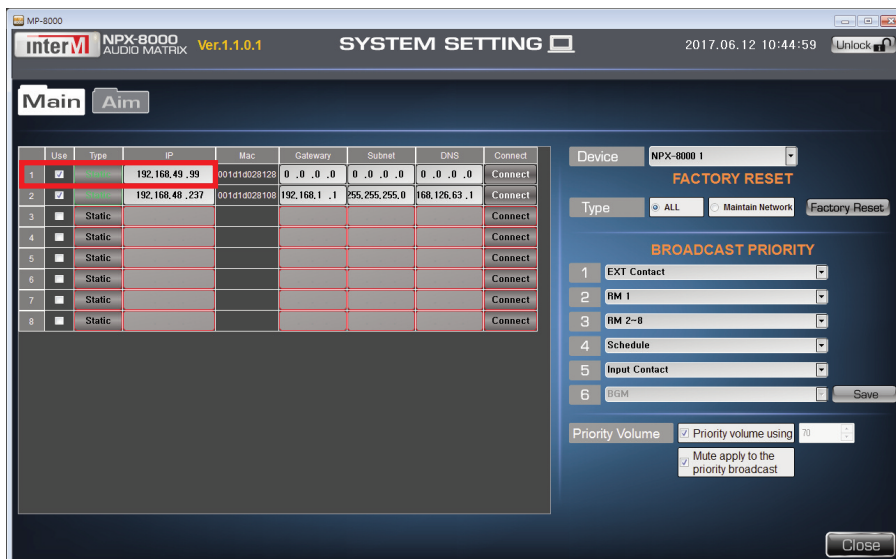 MP-8000
InterM NPX-8000 AUDIO MATRIX Ver.1.1.0.1 SYSTEM SETTING 2017.06.12 10:44:59 Unlock
Main Aim
Use Type IP Mac Gateway Subnet DNS Connect
1 192,168,49 ,99 001d1d028128 0 .0 .0 .0 0 .0 .0 .0 0 .0 .0 .0 Connect
2 192,168,48 ,237 001d1d028108 192,168,1 ,1 255,255,255,0 168,126,63 ,1 Connect
3 Static Connect
4 Static Connect
5 Static Connect
6 Static Connect
7 Static Connect
8 Static Connect
Device NPX-8000 1
FACTORY RESET
Type ALL Maintain Network Factory Reset
BROADCAST PRIORITY
1 EXT Contact
2 RM 1
3 RM 2~8
4 Schedule
5 Input Contact
6 BGM Save
Priority Volume Priority volume using 70
Mute apply to the
priority broadcast
Close